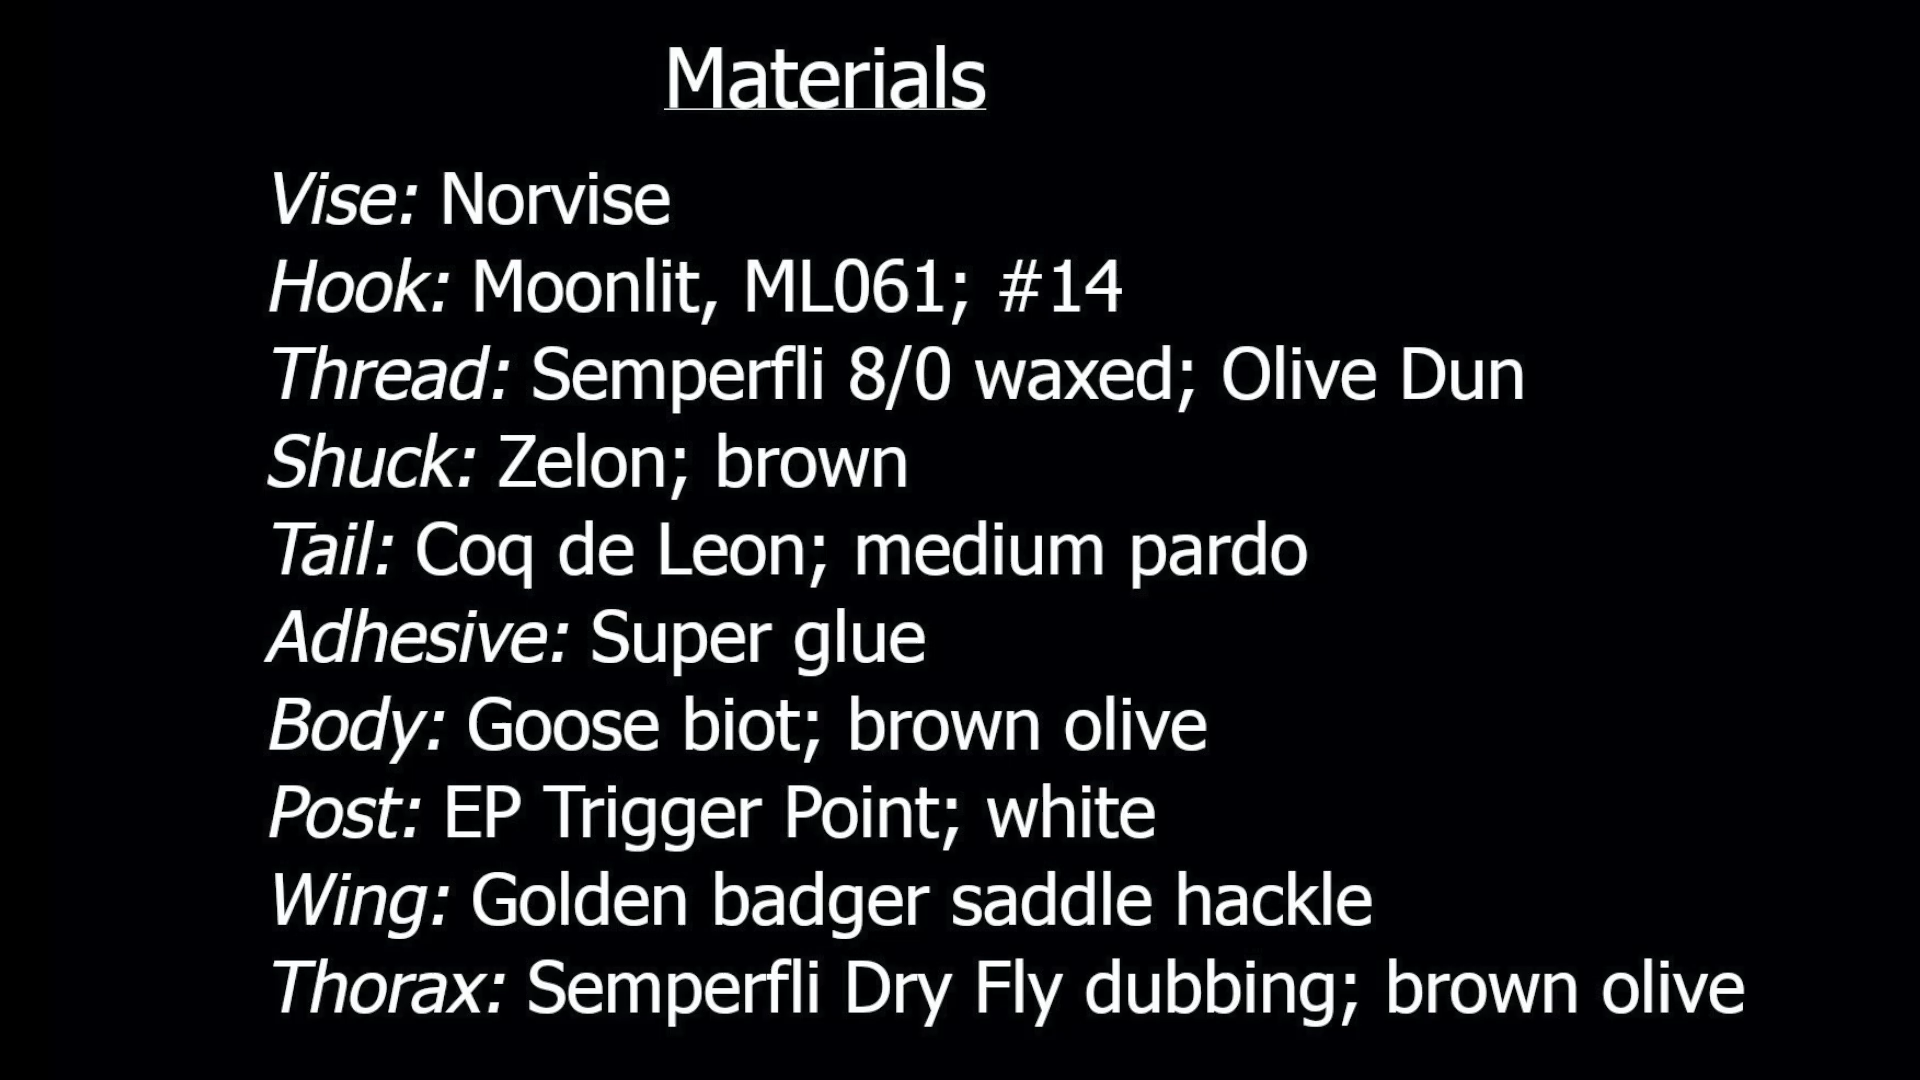 Materials
Vise: Norvise
Hook: Moonlit, ML061; #14
Thread: Semperfli 8/0 waxed; Olive Dun
Shuck: Zelon; brown
Tail: Coq de Leon; medium pardo
Adhesive: Super glue
Body: Goose biot; brown olive
Post: EP Trigger Point; white
Wing: Golden badger saddle hackle
Thorax: Semperfli Dry Fly dubbing; brown olive